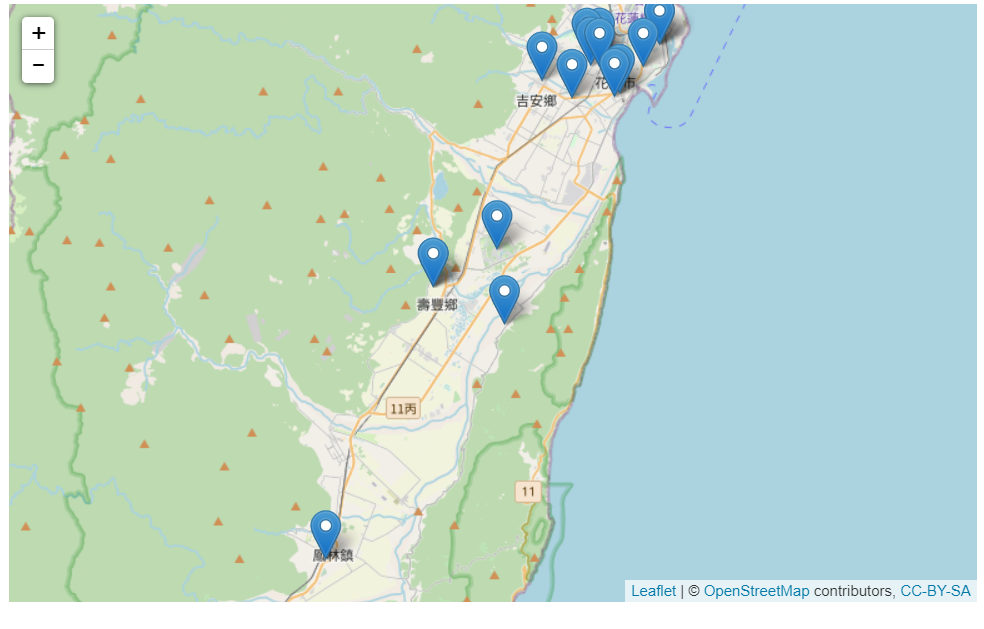 +
−
花蓮
吉安鄉
花 市
壽豐鄉
11丙
11
鳳林鎮
Leaflet | © OpenStreetMap contributors, CC-BY-SA